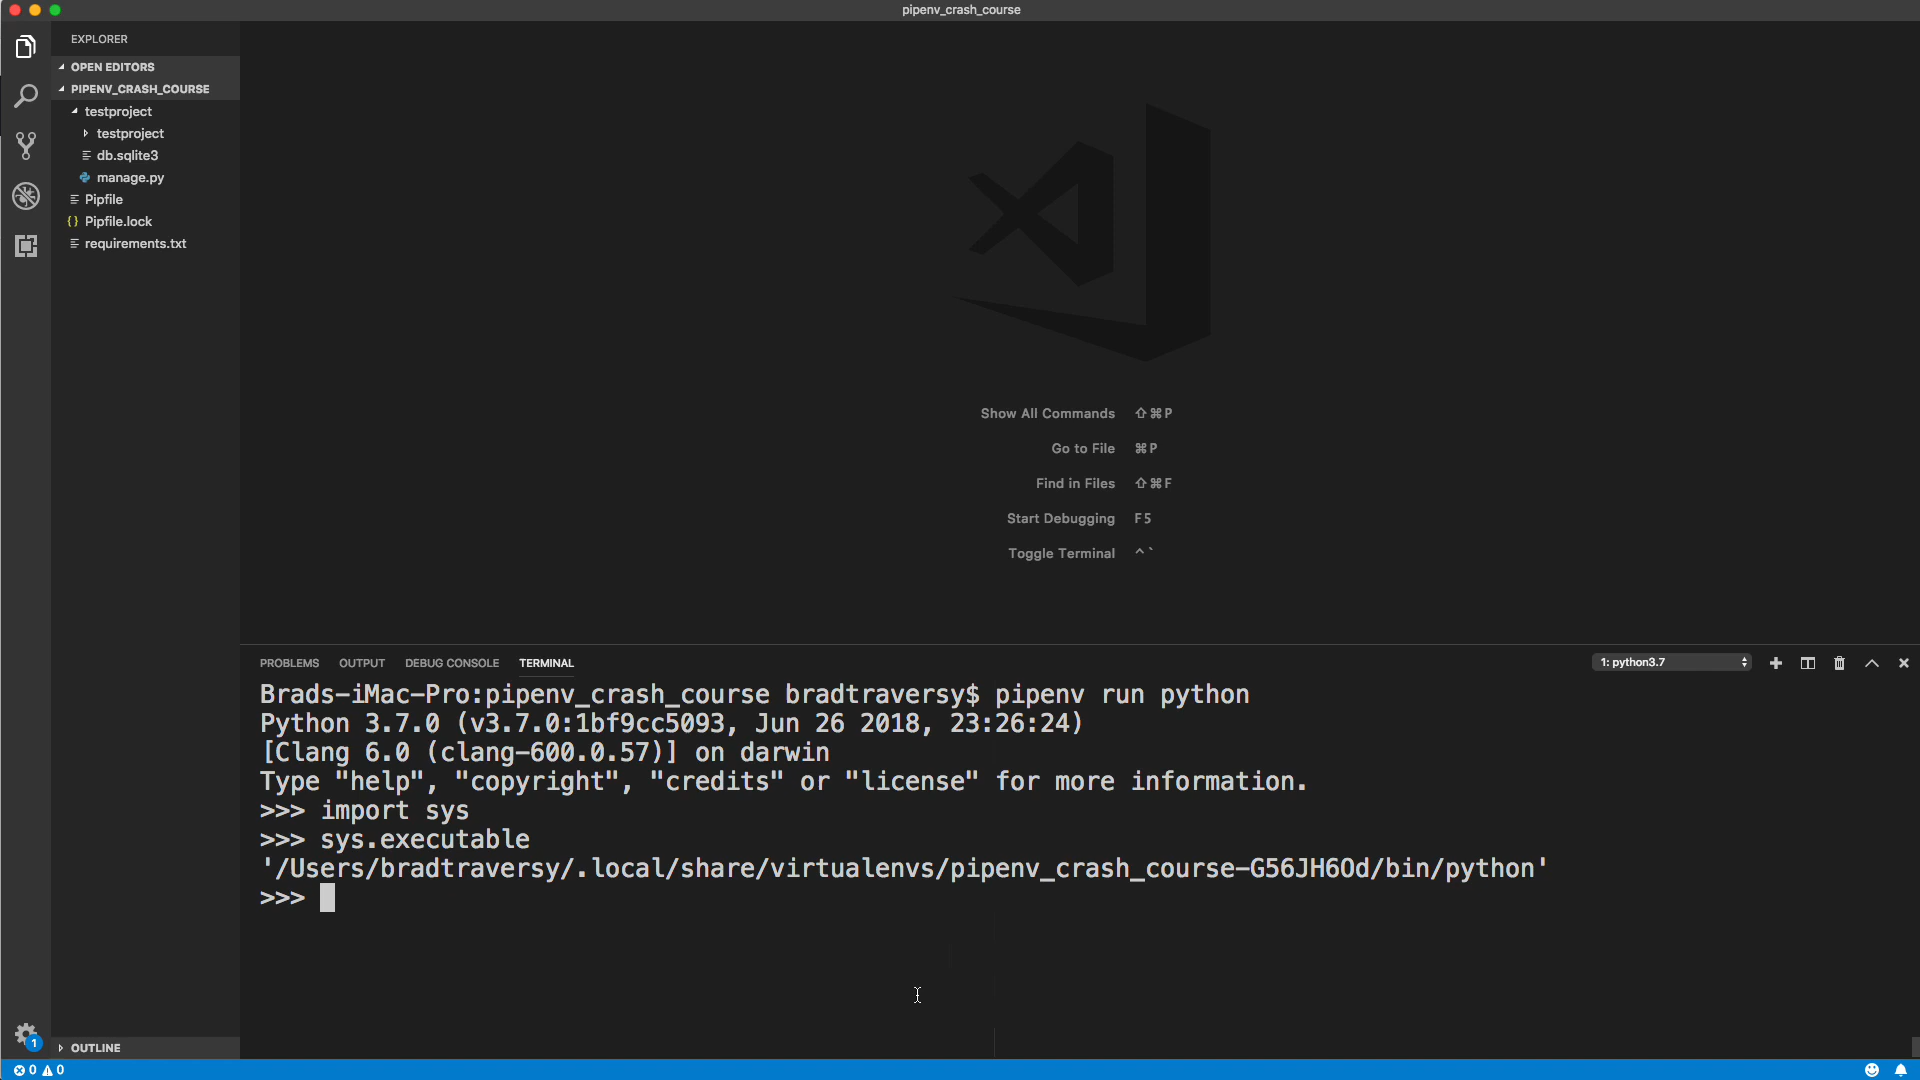 pipenv_crash_course
EXPLORER
OPEN EDITORS
PIPENV_CRASH_COURSE
testproject
testproject
db.sqlite3
manage.py
Pipfile
{} Pipfile.lock
requirements.txt
Show All Commands ⇧⌘P
Go to File ⌘P
Find in Files ⇧⌘F
Start Debugging F5
Toggle Terminal ^`
PROBLEMS OUTPUT DEBUG CONSOLE TERMINAL 1: python3.7
Brads-iMac-Pro:pipenv_crash_course bradtraversy$ pipenv run python
Python 3.7.0 (v3.7.0:1bf9cc5093, Jun 26 2018, 23:26:24)
[Clang 6.0 (clang-600.0.57)] on darwin
Type "help", "copyright", "credits" or "license" for more information.
>>> import sys
>>> sys.executable
'/Users/bradtraversy/.local/share/virtualenvs/pipenv_crash_course-G56JH6Od/bin/python'
>>>
1
OUTLINE
0 0